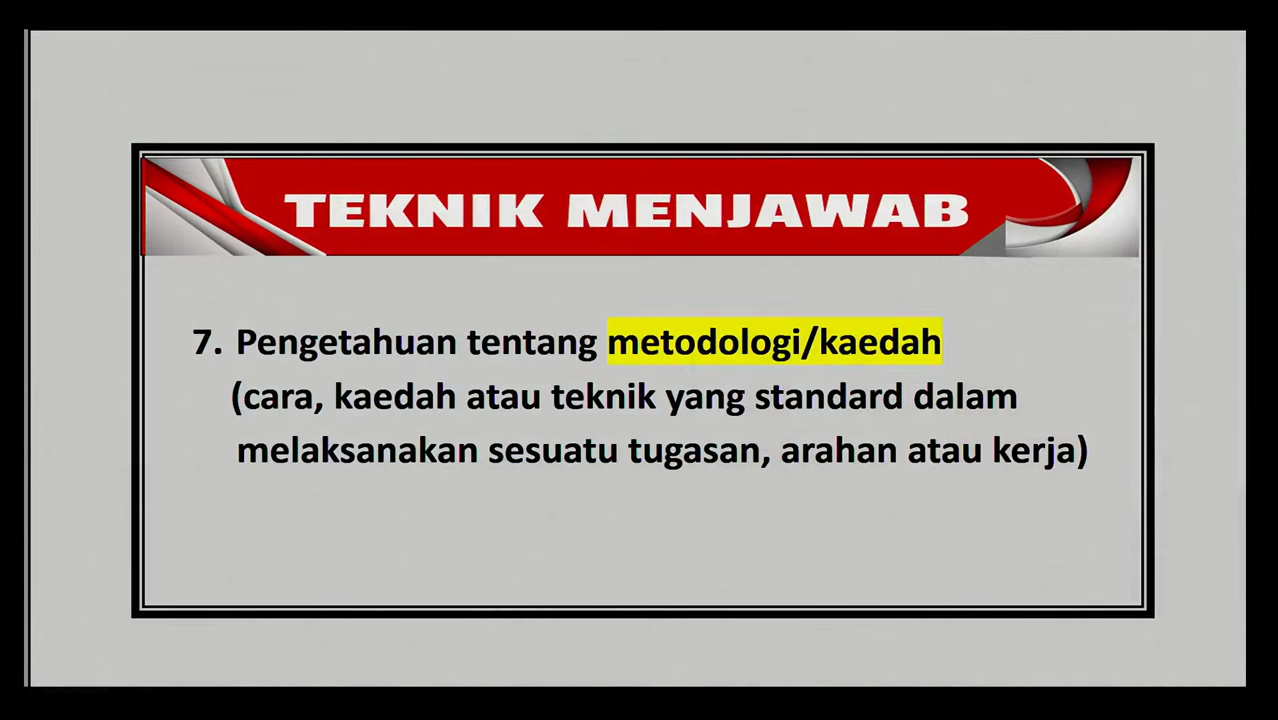 TEKNIK MENJAWAB
7. Pengetahuan tentang metodologi/kaedah
(cara, kaedah atau teknik yang standard dalam
melaksanakan sesuatu tugasan, arahan atau kerja)